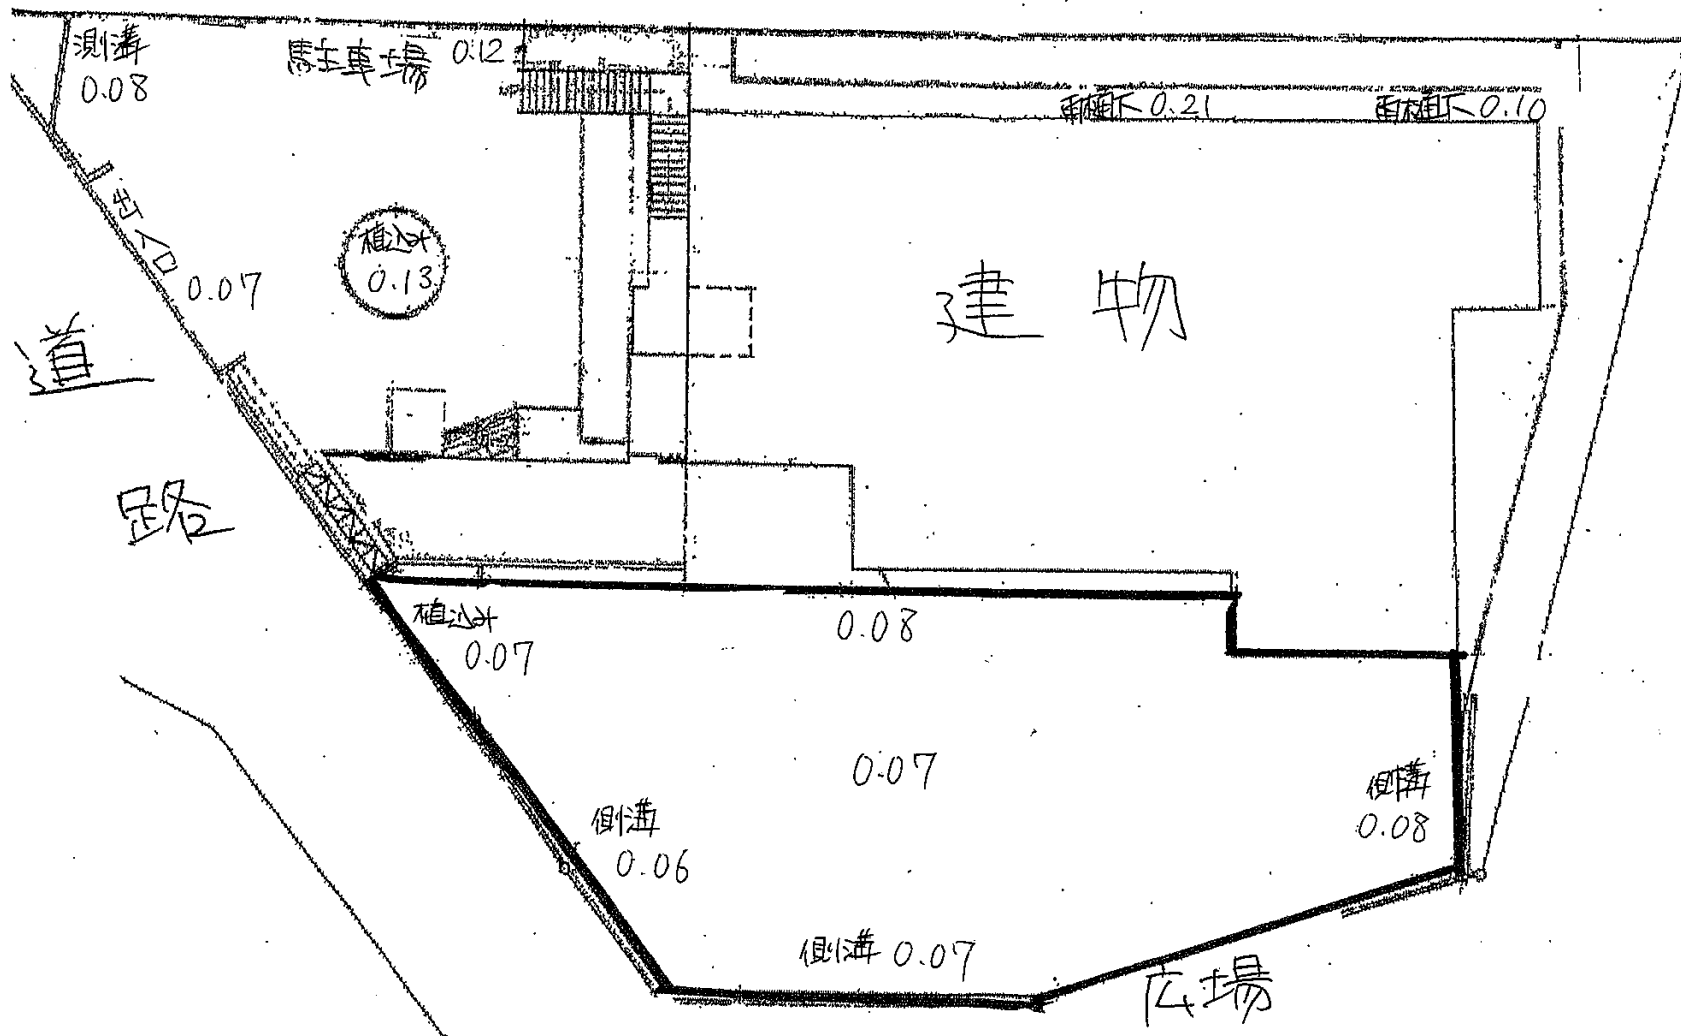 測溝
0.08
駐車場 0.12
雨樋下 0.21
雨樋下 0.10
出入口
0.07
植込み
0.13
建物
道路
植込み
0.07
0.08
0.07
側溝
0.06
側溝
0.08
側溝 0.07
広場